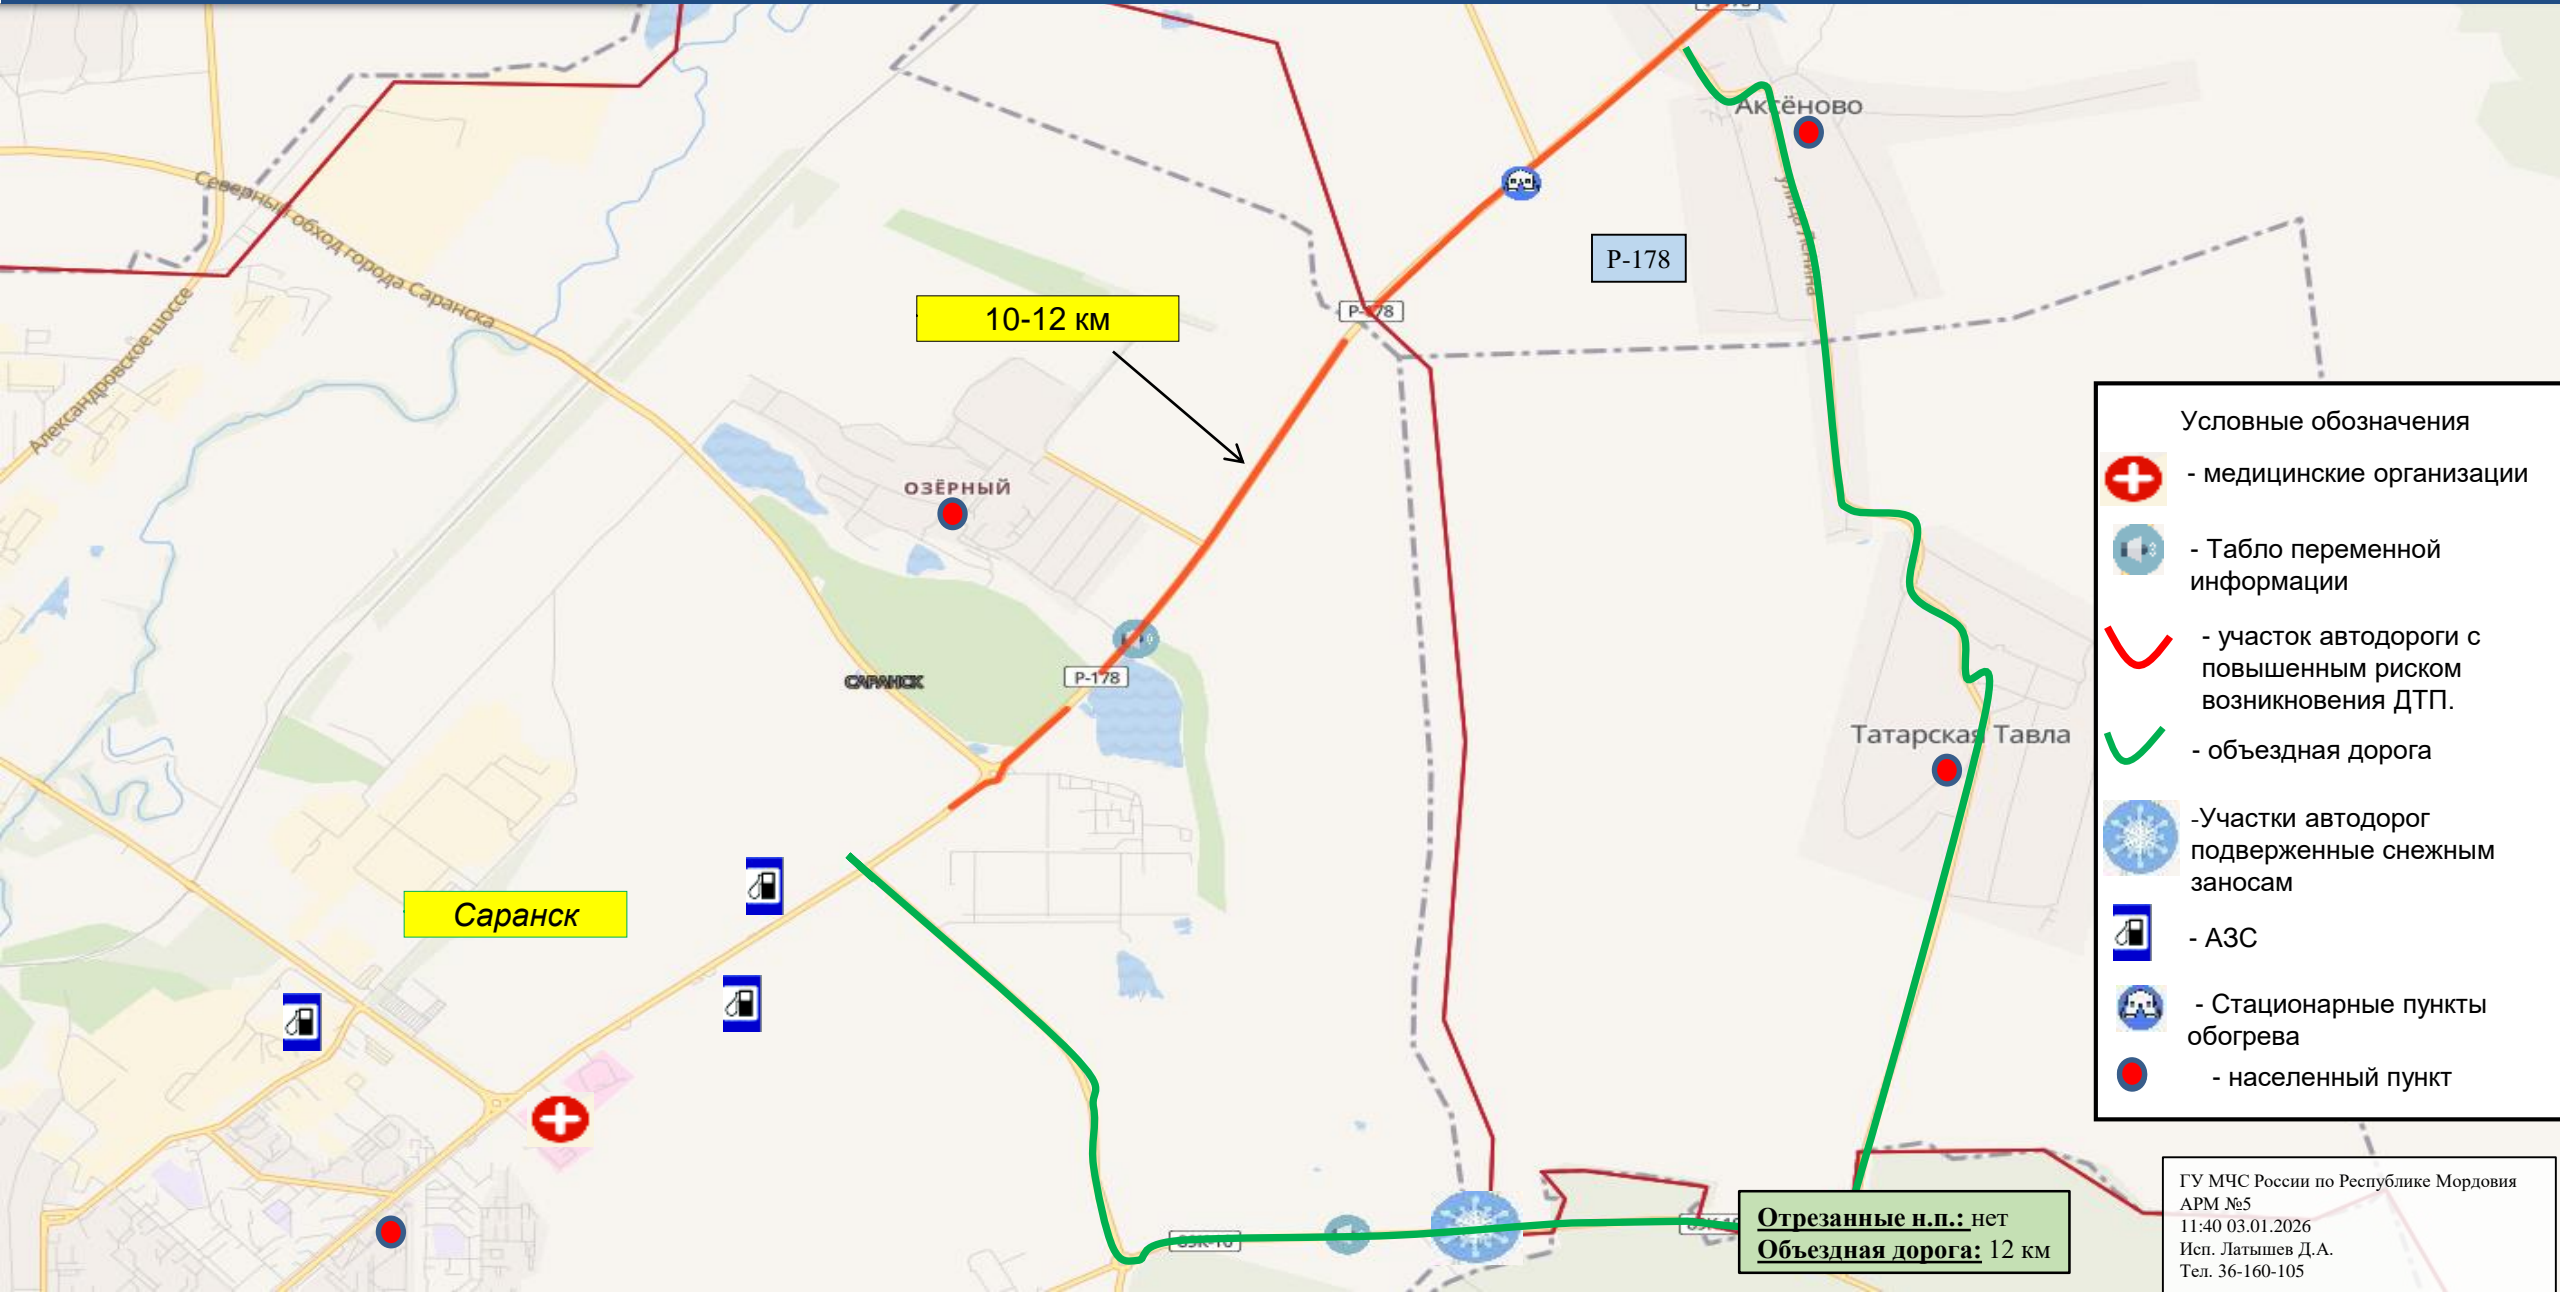 Р-178
Аксёново
улица Ленина
Р-178
Северный обход города Саранска
10-12 км
Р-178
Александровское шоссе
ОЗЁРНЫЙ
САРАНСК
Р-178
Татарская Тавла
Саранск
Отрезанные н.п.: нет
Объездная дорога: 12 км
Условные обозначения
- медицинские организации
- Табло переменной
информации
- участок автодороги с
повышенным риском
возникновения ДТП.
- объездная дорога
-Участки автодорог
подверженные снежным
заносам
- АЗС
- Стационарные пункты
обогрева
- населенный пункт
ГУ МЧС России по Республике Мордовия
АРМ №5
11:40 03.01.2026
Исп. Латышев Д.А.
Тел. 36-160-105